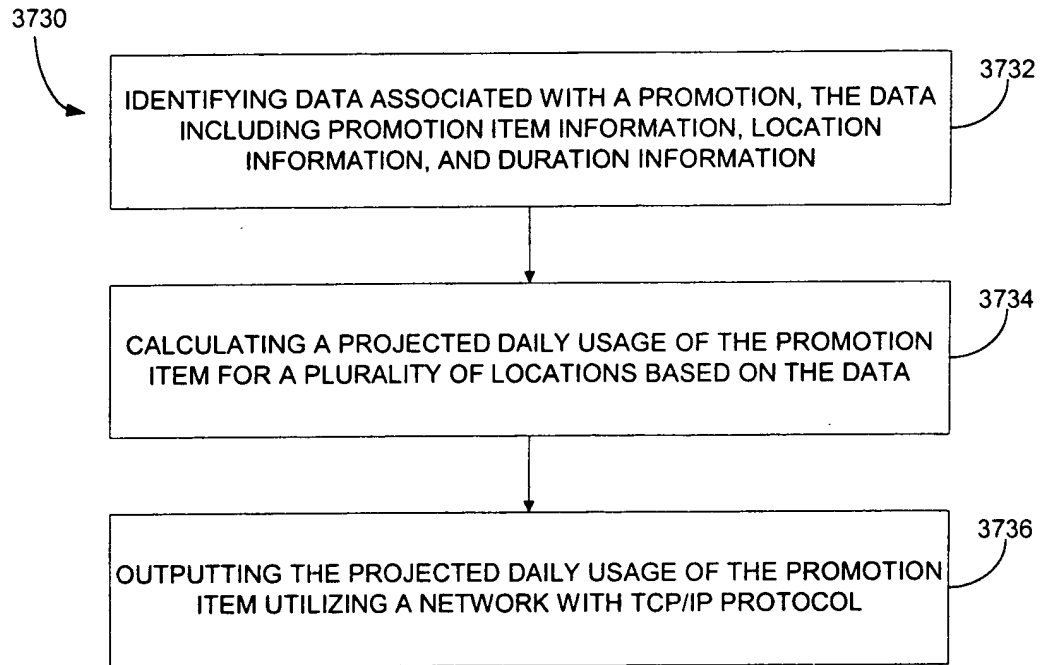 3730
IDENTIFYING DATA ASSOCIATED WITH A PROMOTION, THE DATA
INCLUDING PROMOTION ITEM INFORMATION, LOCATION
INFORMATION, AND DURATION INFORMATION
3732
CALCULATING A PROJECTED DAILY USAGE OF THE PROMOTION
ITEM FOR A PLURALITY OF LOCATIONS BASED ON THE DATA
3734
OUTPUTTING THE PROJECTED DAILY USAGE OF THE PROMOTION
ITEM UTILIZING A NETWORK WITH TCP/IP PROTOCOL
3736